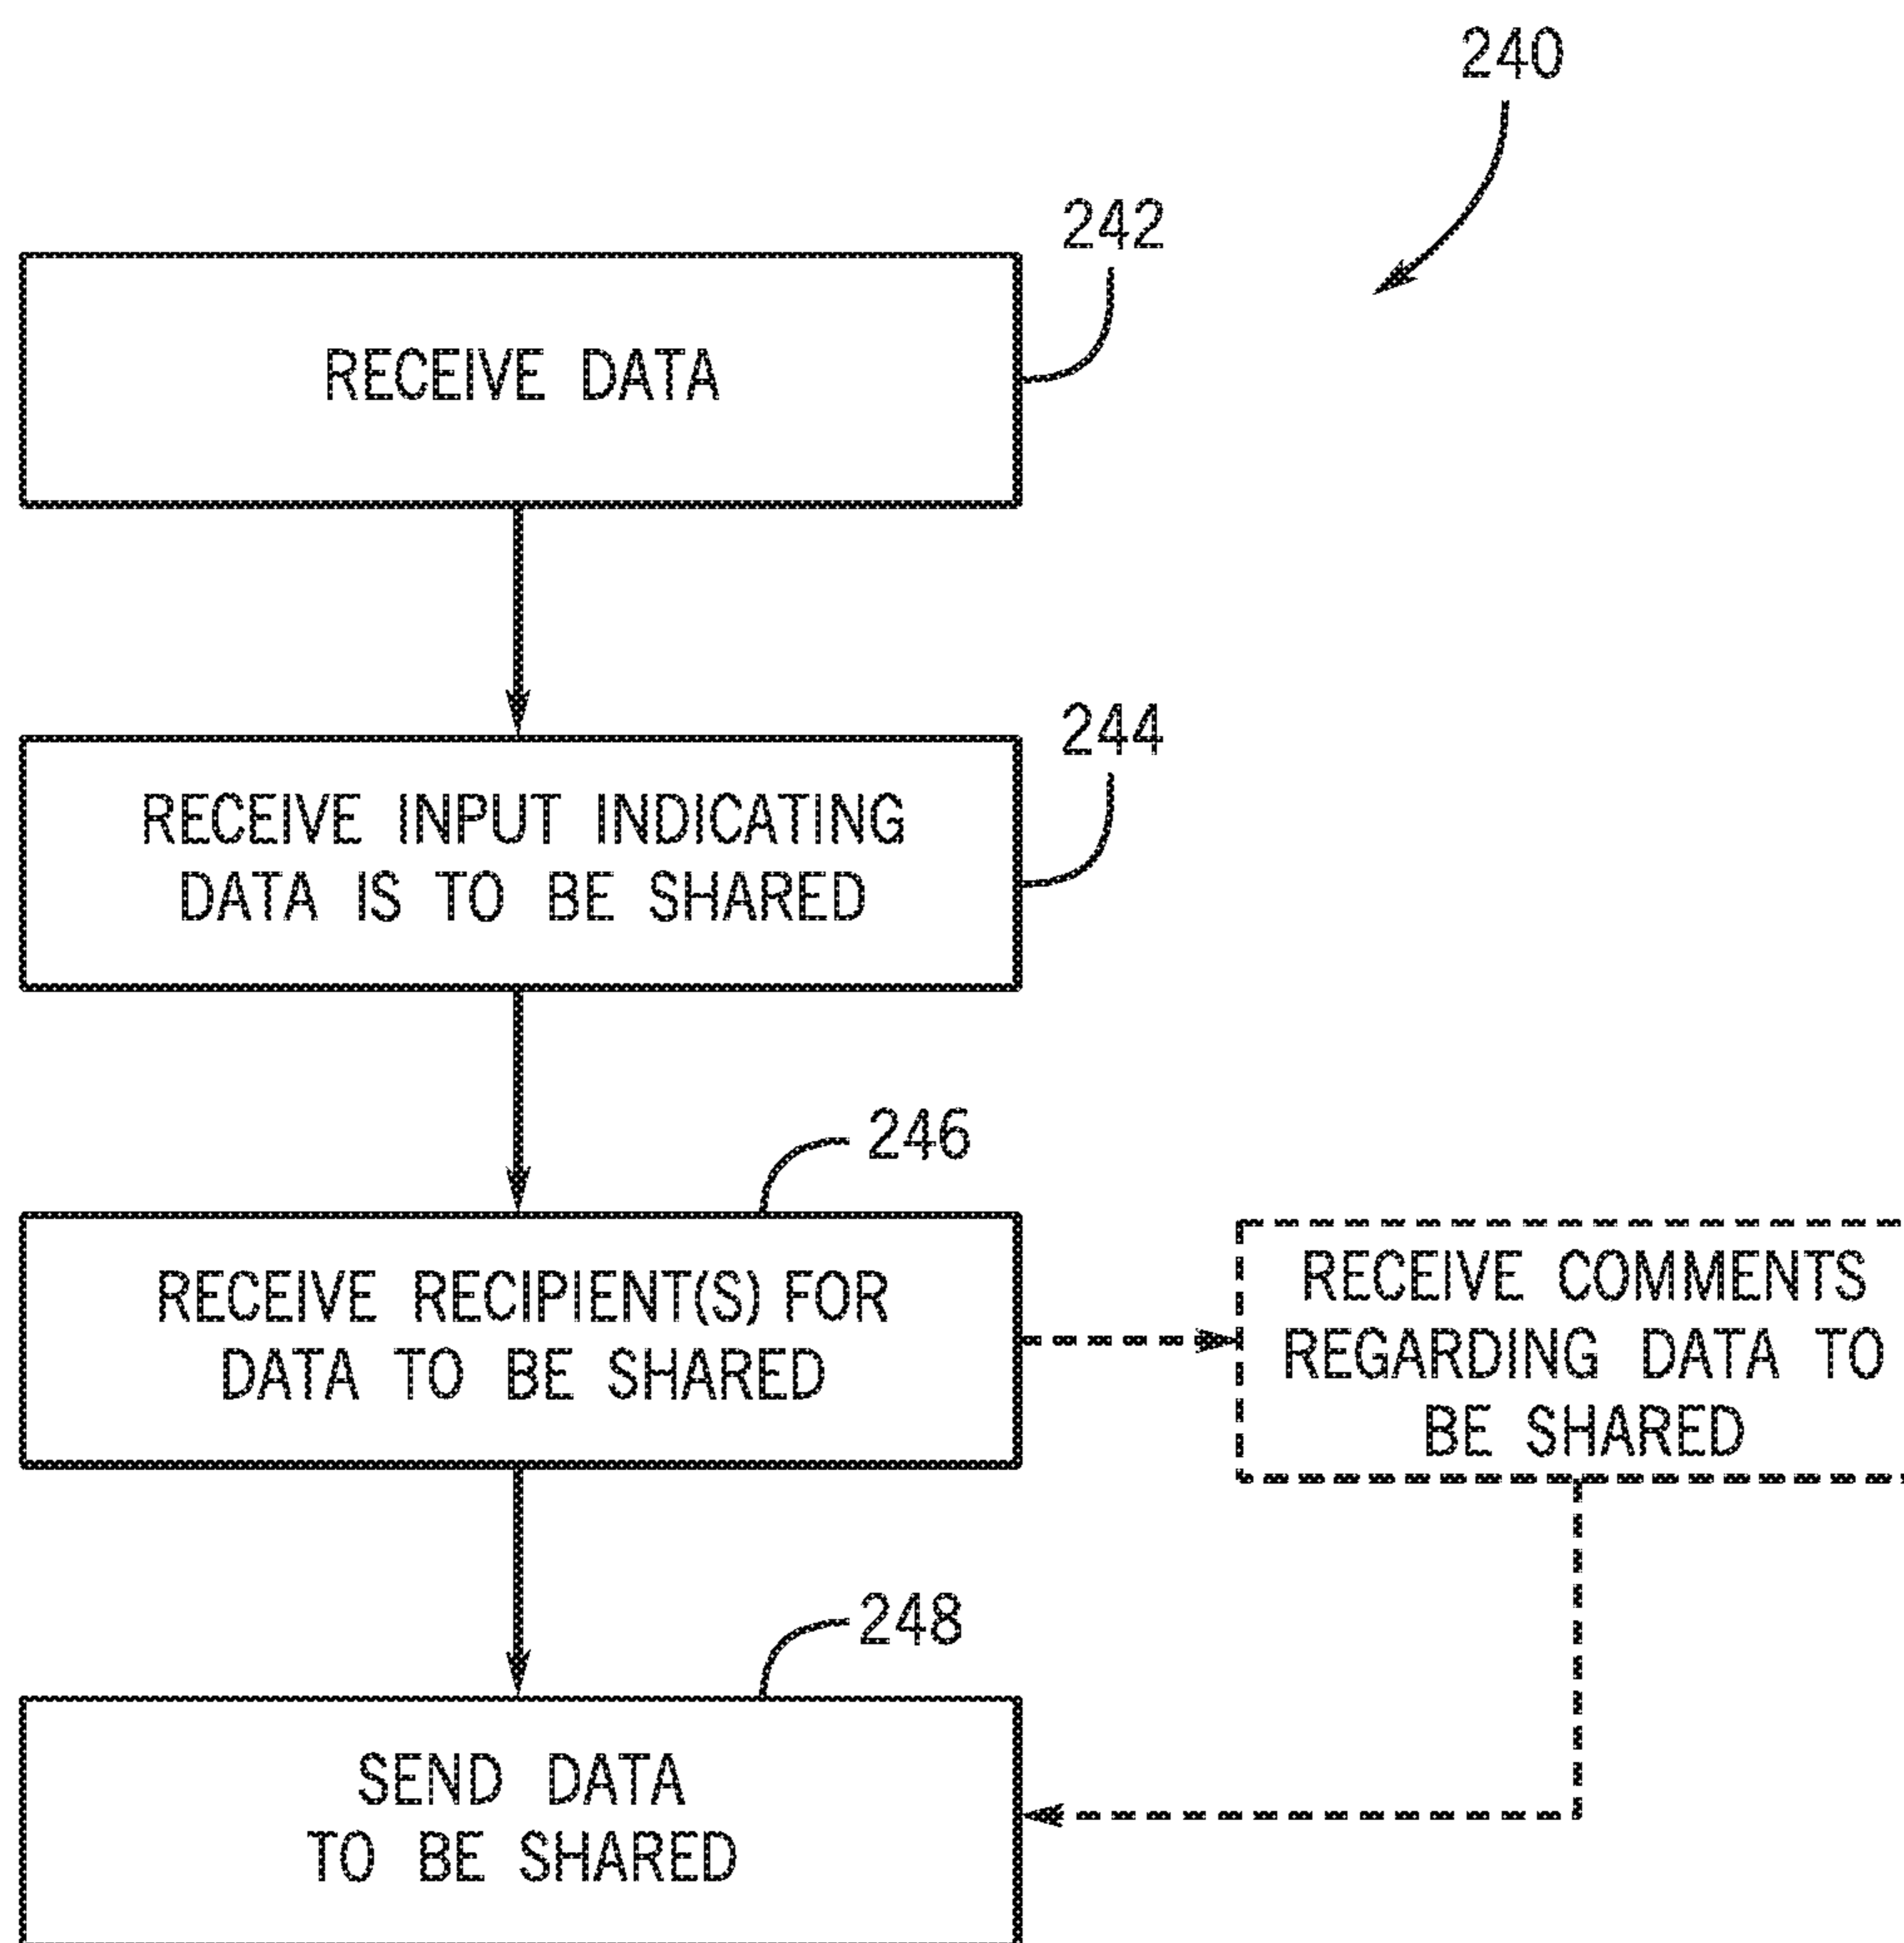 240
242
RECEIVE DATA
244
RECEIVE INPUT INDICATING
DATA IS TO BE SHARED
246
RECEIVE RECIPIENT(S) FOR
DATA TO BE SHARED
RECEIVE COMMENTS
REGARDING DATA TO
BE SHARED
248
SEND DATA
TO BE SHARED